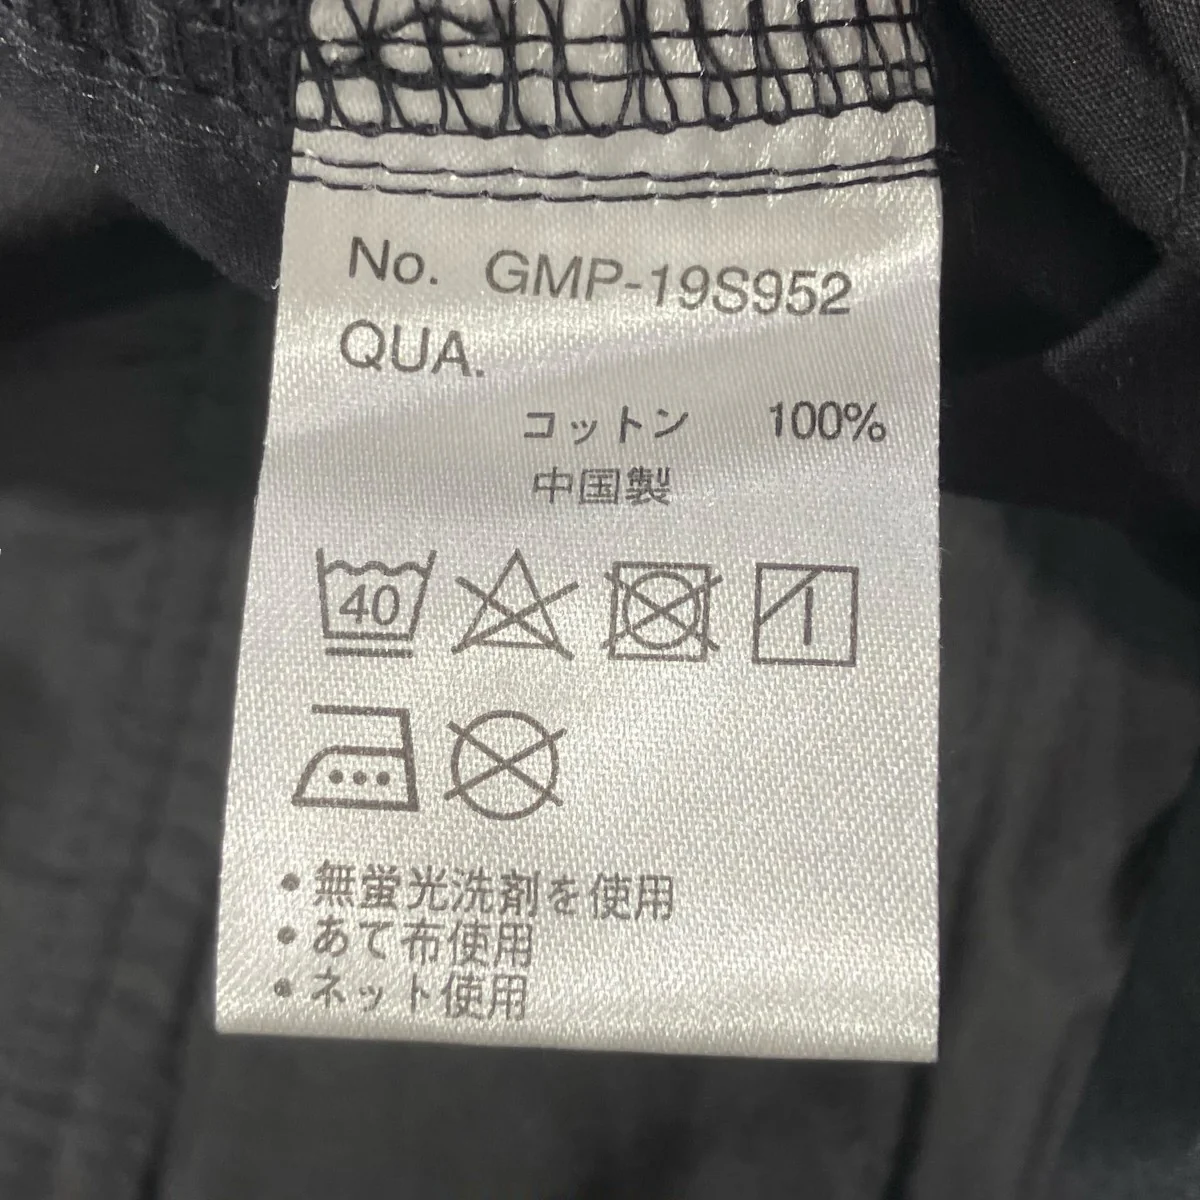 No. GMP-19S952
QUA.
コットン 100%
中国製
40
・無蛍光洗剤を使用
・あて布使用
・ネット使用